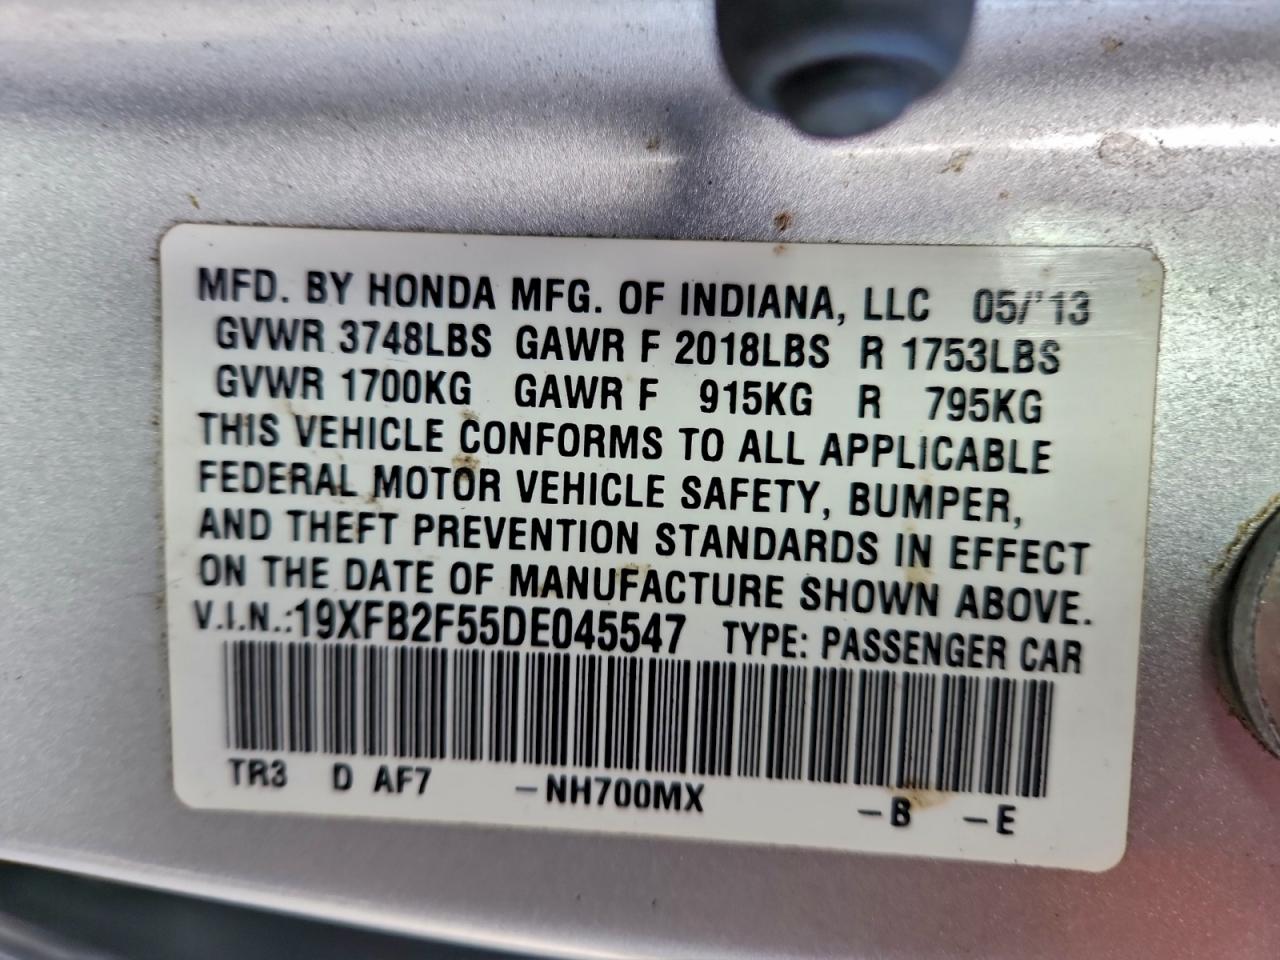 MFD. BY HONDA MFG. OF INDIANA, LLC 05/'13
GVWR 3748LBS GAWR F 2018LBS R 1753LBS
GVWR 1700KG GAWR F 915KG R 795KG
THIS VEHICLE CONFORMS TO ALL APPLICABLE
FEDERAL MOTOR VEHICLE SAFETY, BUMPER,
AND THEFT PREVENTION STANDARDS IN EFFECT
ON THE DATE OF MANUFACTURE SHOWN ABOVE.
V.I.N.:19XFB2F55DE045547 TYPE: PASSENGER CAR
TR3 D AF7 –NH700MX –B –E